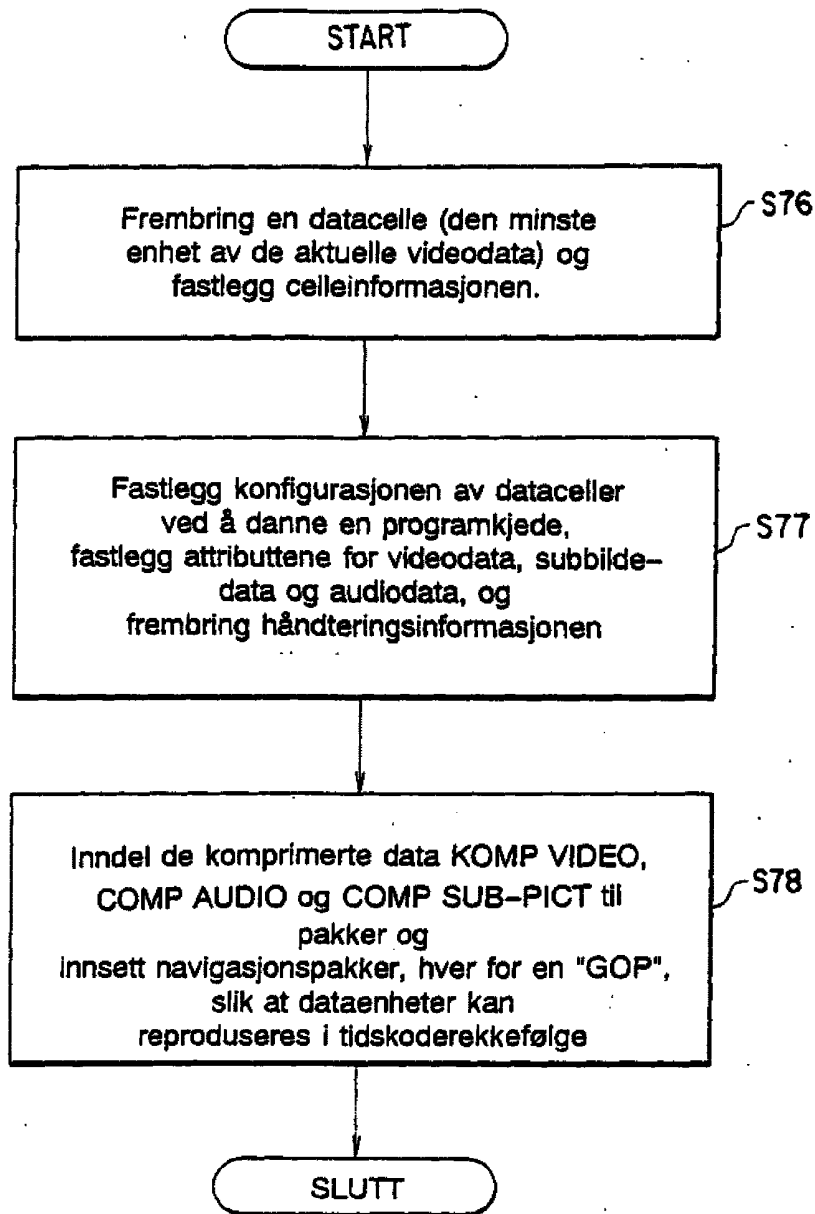 START
Frembring en datacelle (den minste
enhet av de aktuelle videodata) og
fastlegg celleinformasjonen.
S76
Fastlegg konfigurasjonen av dataceller
ved å danne en programkjede,
fastlegg attributtene for videodata, subbilde–
data og audiodata, og
frembring håndteringsinformasjonen
S77
Inndel de komprimerte data KOMP VIDEO,
COMP AUDIO og COMP SUB–PICT til
pakker og
innsett navigasjonspakker, hver for en "GOP",
slik at dataenheter kan
reproduseres i tidskoderekkefølge
S78
SLUTT